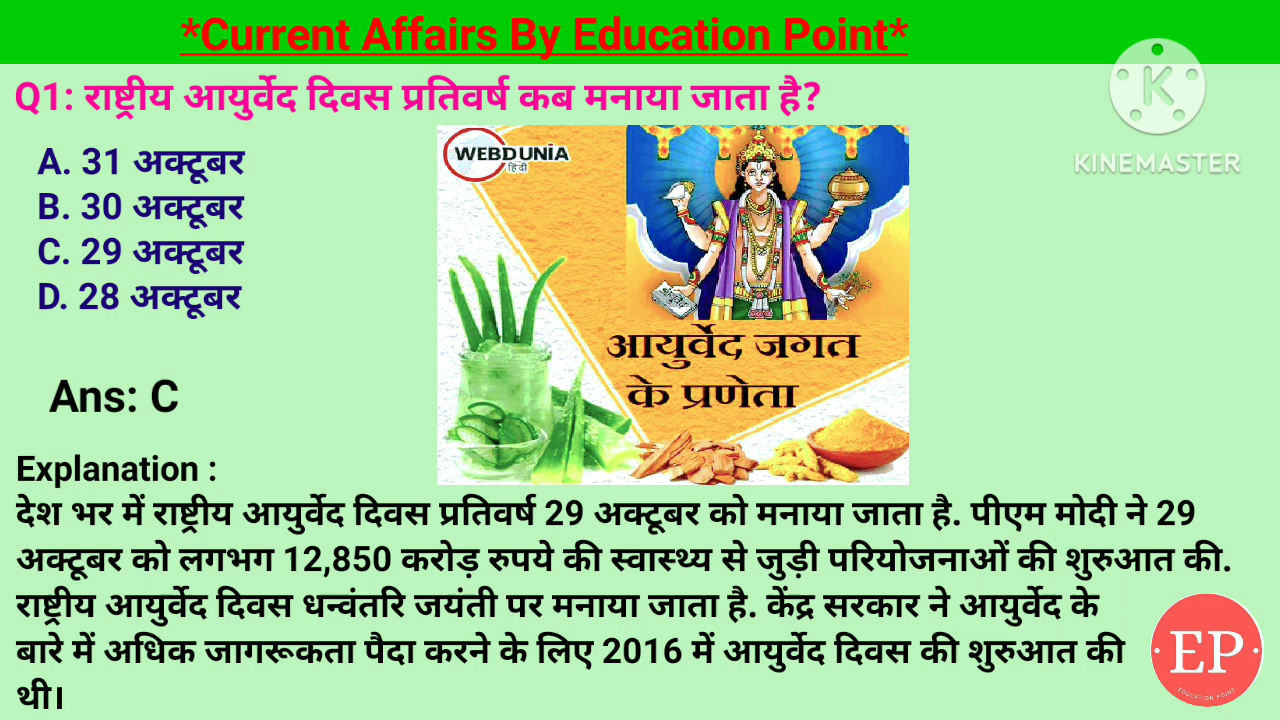 *Current Affairs By Education Point*
Q1: राष्ट्रीय आयुर्वेद दिवस प्रतिवर्ष कब मनाया जाता है?
A. 31 अक्टूबर
B. 30 अक्टूबर
C. 29 अक्टूबर
D. 28 अक्टूबर
K
KINEMASTER
WEBDUNIA
हिंदी
आयुर्वेद जगत
के प्रणेता
Ans: C
Explanation :
देश भर में राष्ट्रीय आयुर्वेद दिवस प्रतिवर्ष 29 अक्टूबर को मनाया जाता है. पीएम मोदी ने 29
अक्टूबर को लगभग 12,850 करोड़ रुपये की स्वास्थ्य से जुड़ी परियोजनाओं की शुरुआत की.
राष्ट्रीय आयुर्वेद दिवस धन्वंतरि जयंती पर मनाया जाता है. केंद्र सरकार ने आयुर्वेद के
बारे में अधिक जागरूकता पैदा करने के लिए 2016 में आयुर्वेद दिवस की शुरुआत की
थी।
EP
EDUCATION POINT